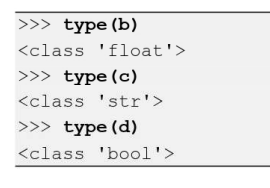 >>> type(b)
<class 'float'>
>>> type(c)
<class 'str'>
>>> type(d)
<class 'bool'>